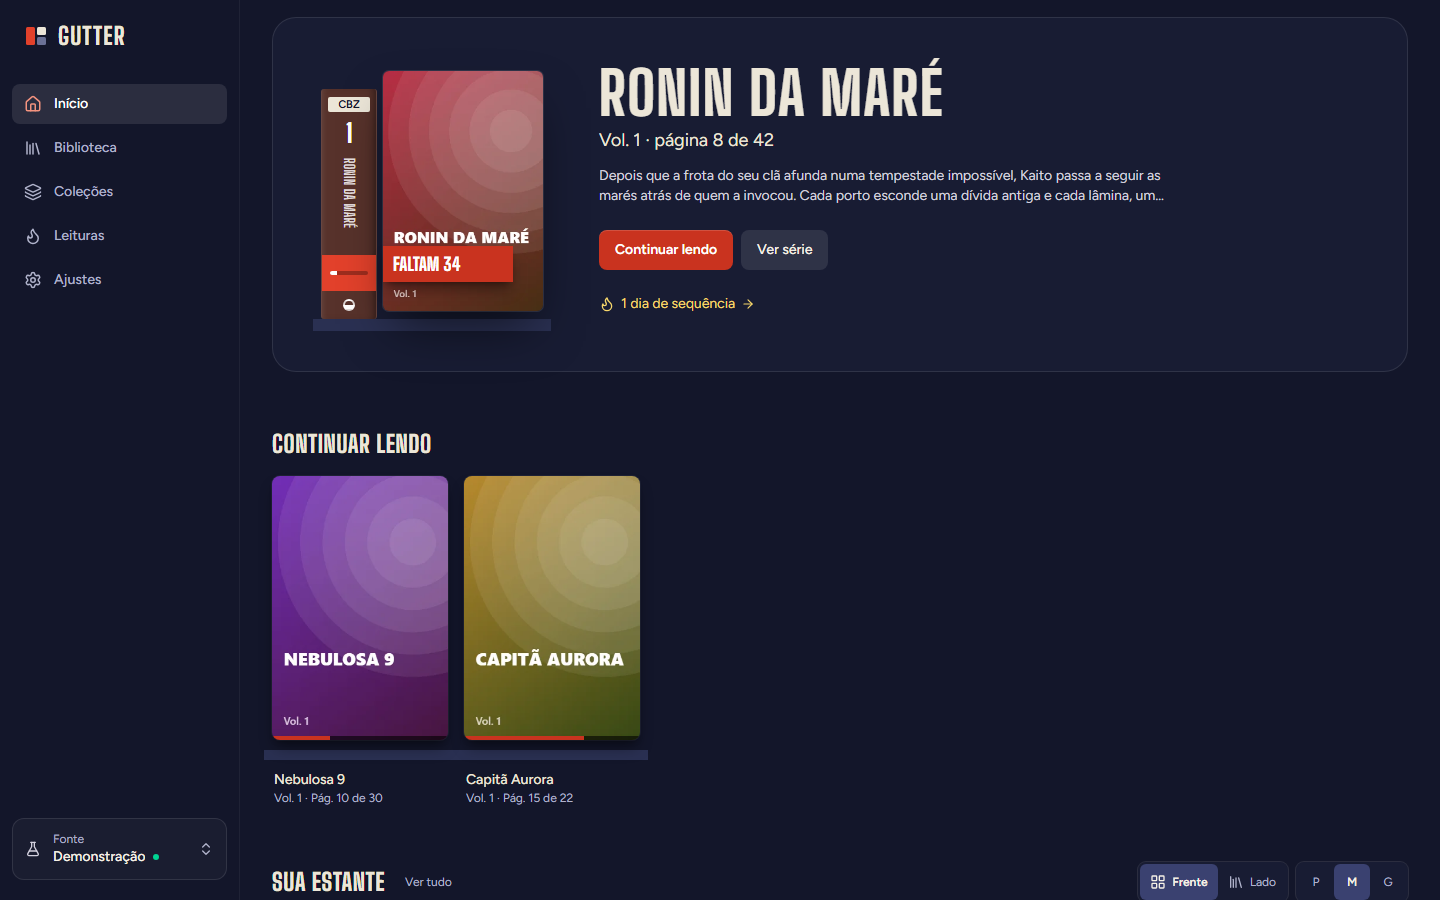 GUTTER
Início
Biblioteca
Coleções
Leituras
Ajustes
Fonte
Demonstração
CBZ
1
RONIN DA MARÉ
RONIN DA MARÉ
FALTAM 34
Vol. 1
RONIN DA MARÉ
Vol. 1 · página 8 de 42
Depois que a frota do seu clã afunda numa tempestade impossível, Kaito passa a seguir as
marés atrás de quem a invocou. Cada porto esconde uma dívida antiga e cada lâmina, um...
Continuar lendo
Ver série
1 dia de sequência →
CONTINUAR LENDO
NEBULOSA 9
Vol. 1
CAPITÃ AURORA
Vol. 1
Nebulosa 9
Vol. 1 · Pág. 10 de 30
Capitã Aurora
Vol. 1 · Pág. 15 de 22
SUA ESTANTE
Ver tudo
Frente
Lado
P
M
G